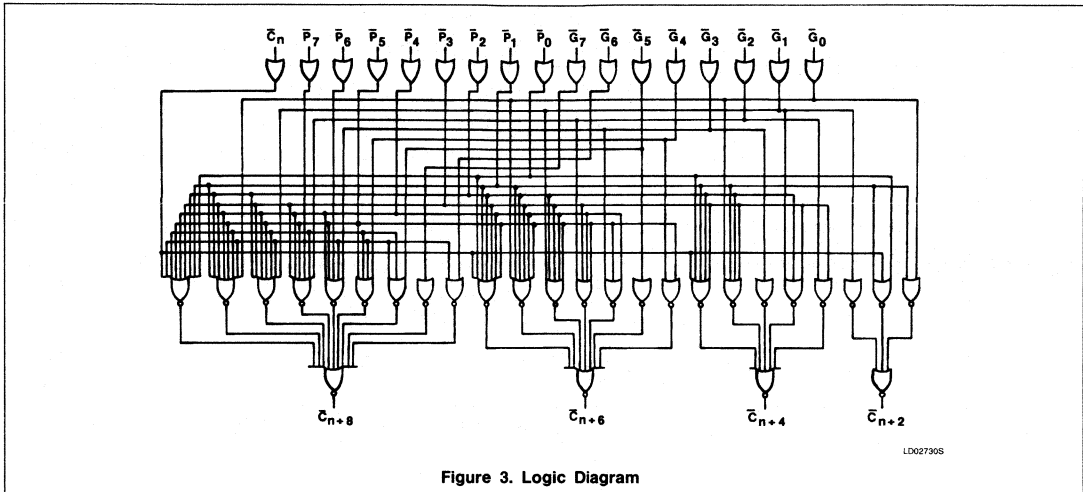 C̄n P̄7 P̄6 P̄5 P̄4 P̄3 P̄2 P̄1 P̄0 Ḡ7 Ḡ6 Ḡ5 Ḡ4 Ḡ3 Ḡ2 Ḡ1 Ḡ0
C̄n+8 C̄n+6 C̄n+4 C̄n+2
LD02730S
Figure 3. Logic Diagram